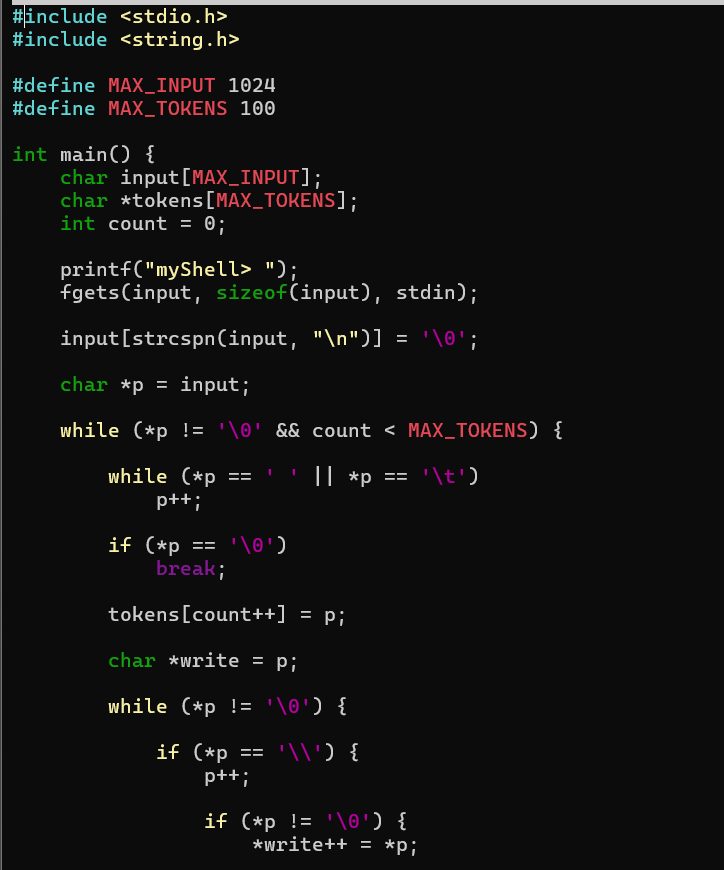 #include <stdio.h>
#include <string.h>
#define MAX_INPUT 1024
#define MAX_TOKENS 100
int main() {
    char input[MAX_INPUT];
    char *tokens[MAX_TOKENS];
    int count = 0;
    printf("myShell> ");
    fgets(input, sizeof(input), stdin);
    input[strcspn(input, "\n")] = '\0';
    char *p = input;
    while (*p != '\0' && count < MAX_TOKENS) {
        while (*p == ' ' || *p == '\t')
            p++;
        if (*p == '\0')
            break;
        tokens[count++] = p;
        char *write = p;
        while (*p != '\0') {
            if (*p == '\\') {
                p++;
                if (*p != '\0') {
                    *write++ = *p;